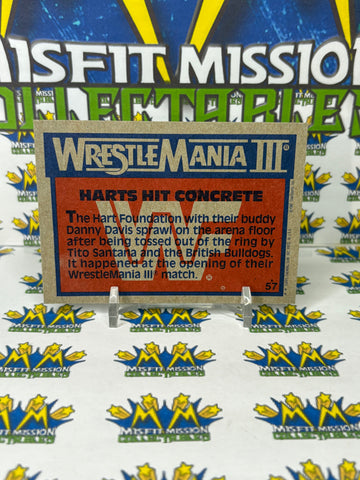 MISFIT MISSION
COLLECTABLES
WRESTLEMANIA III
HARTS HIT CONCRETE
The Hart Foundation with their buddy
Danny Davis sprawl on the arena floor
after being tossed out of the ring by
Tito Santana and the British Bulldogs.
It happened at the opening of their
WrestleMania III match.
57
MISFIT MISSION
COLLECTABLES